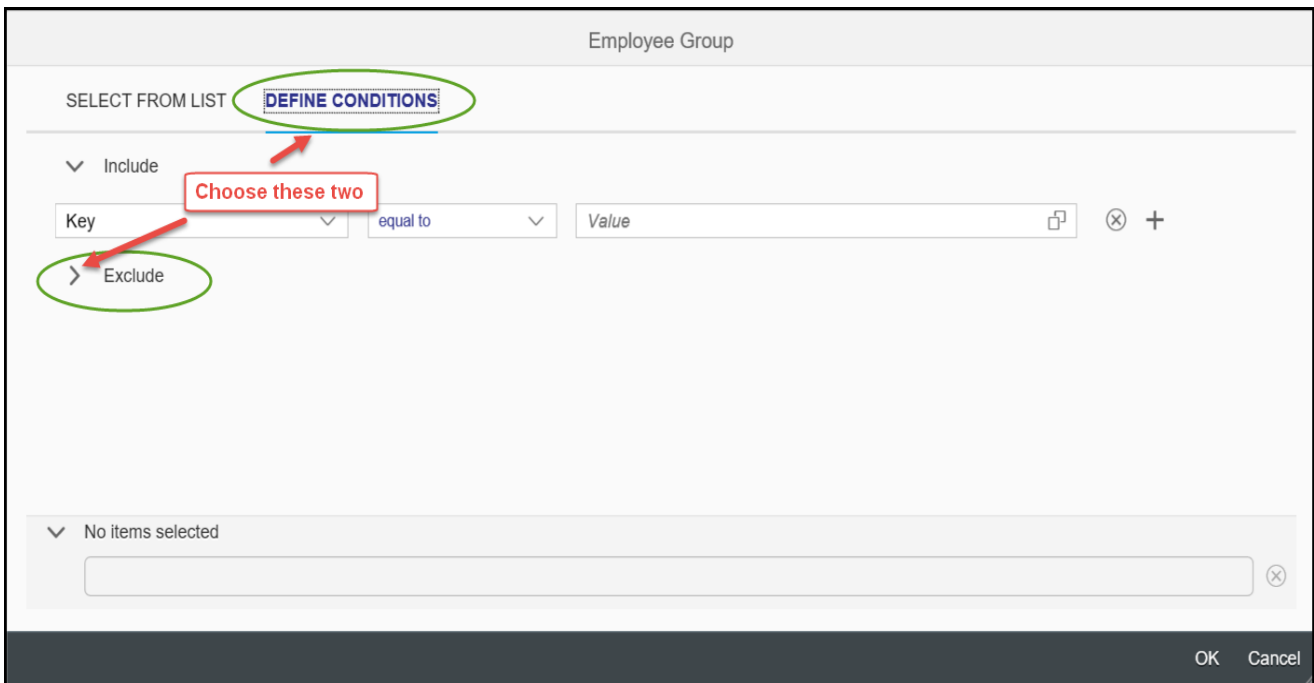 Employee Group
SELECT FROM LIST DEFINE CONDITIONS
Include
Choose these two
Key equal to Value
Exclude
No items selected
OK Cancel